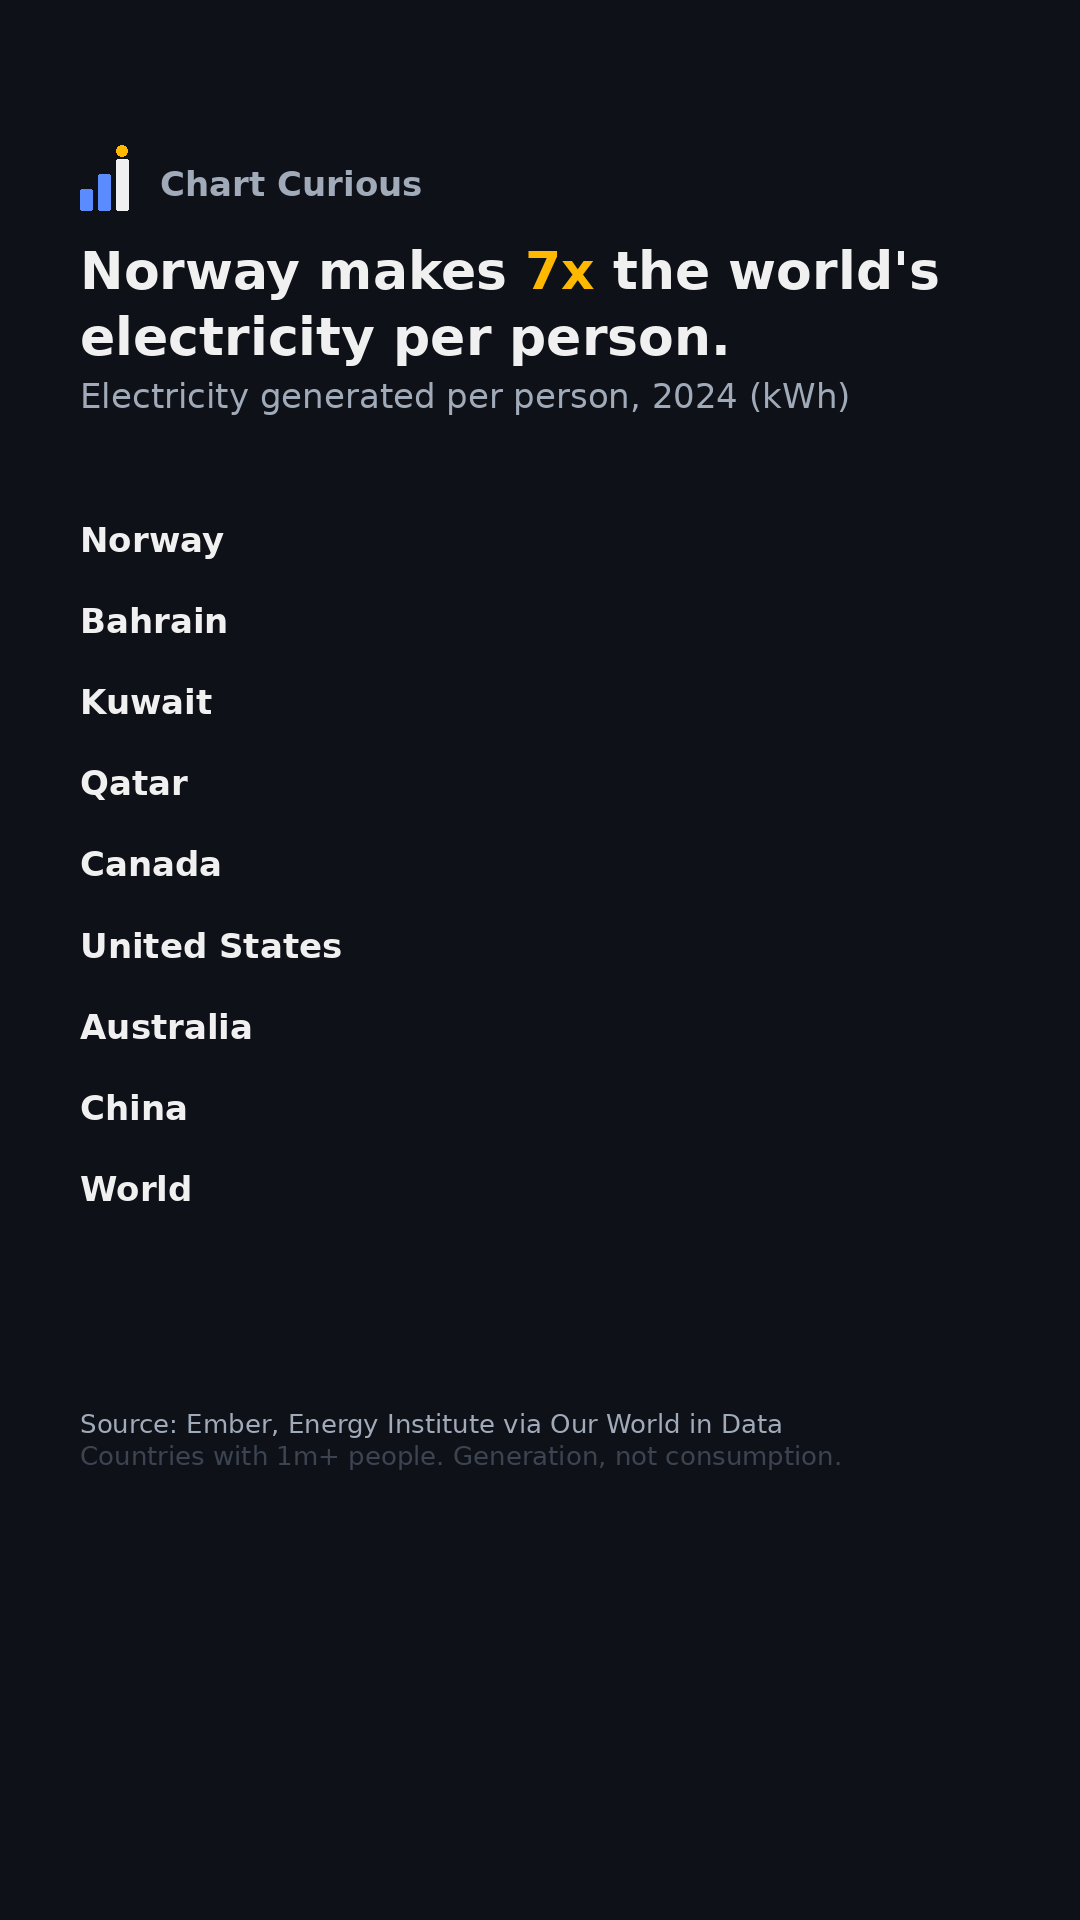 Chart Curious
Norway makes 7x the world's
electricity per person.
Electricity generated per person, 2024 (kWh)
Norway
Bahrain
Kuwait
Qatar
Canada
United States
Australia
China
World
Source: Ember, Energy Institute via Our World in Data
Countries with 1m+ people. Generation, not consumption.